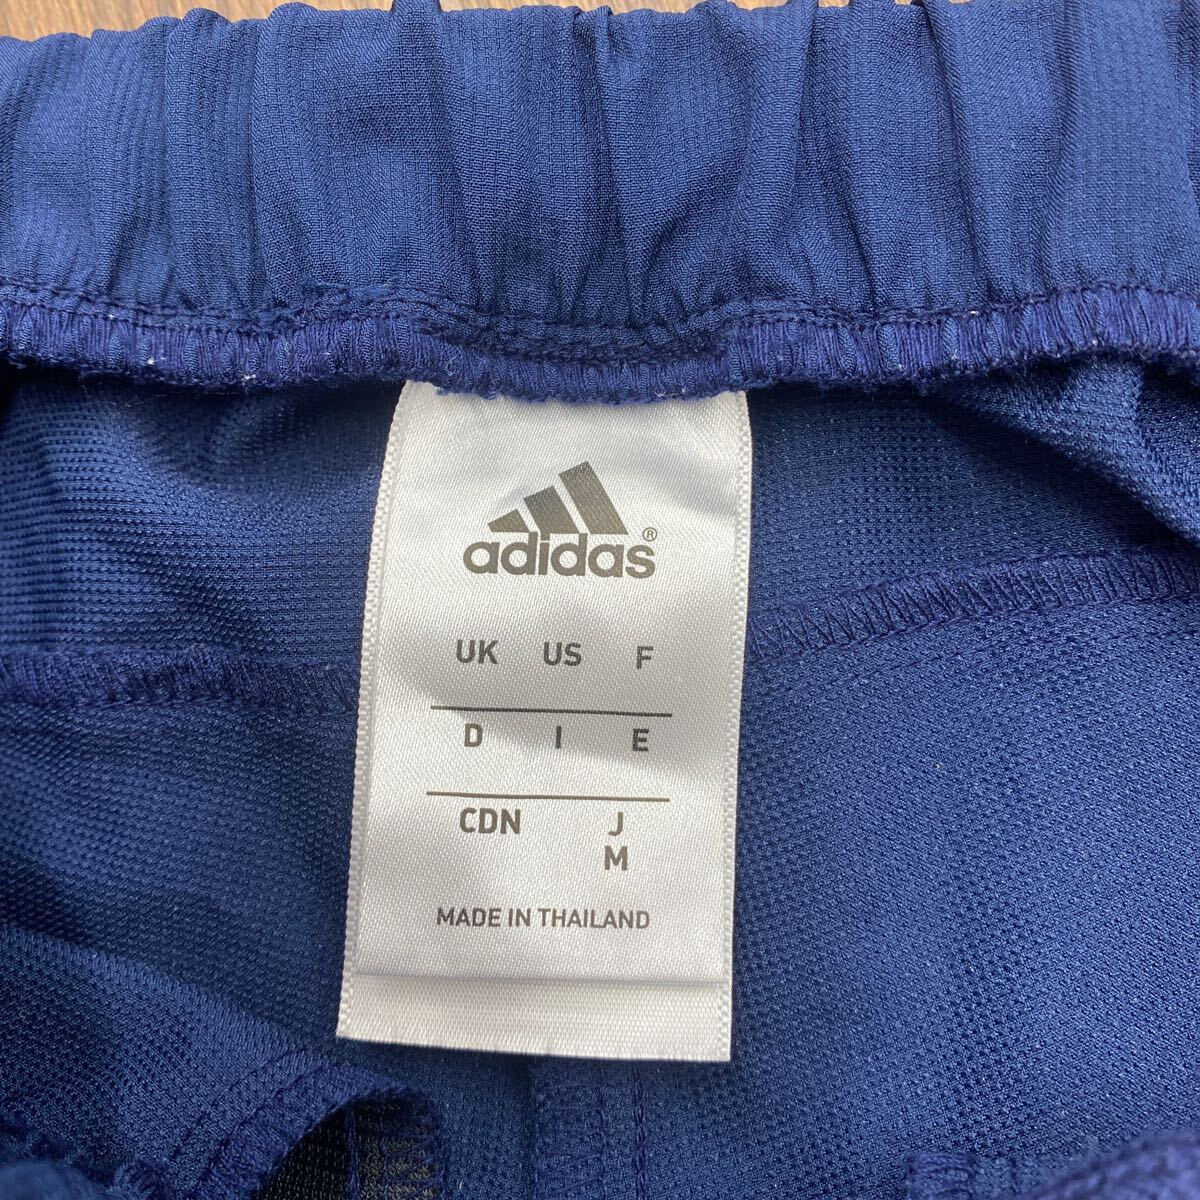 adidas®
UK US F
D I E
CDN J
M
MADE IN THAILAND